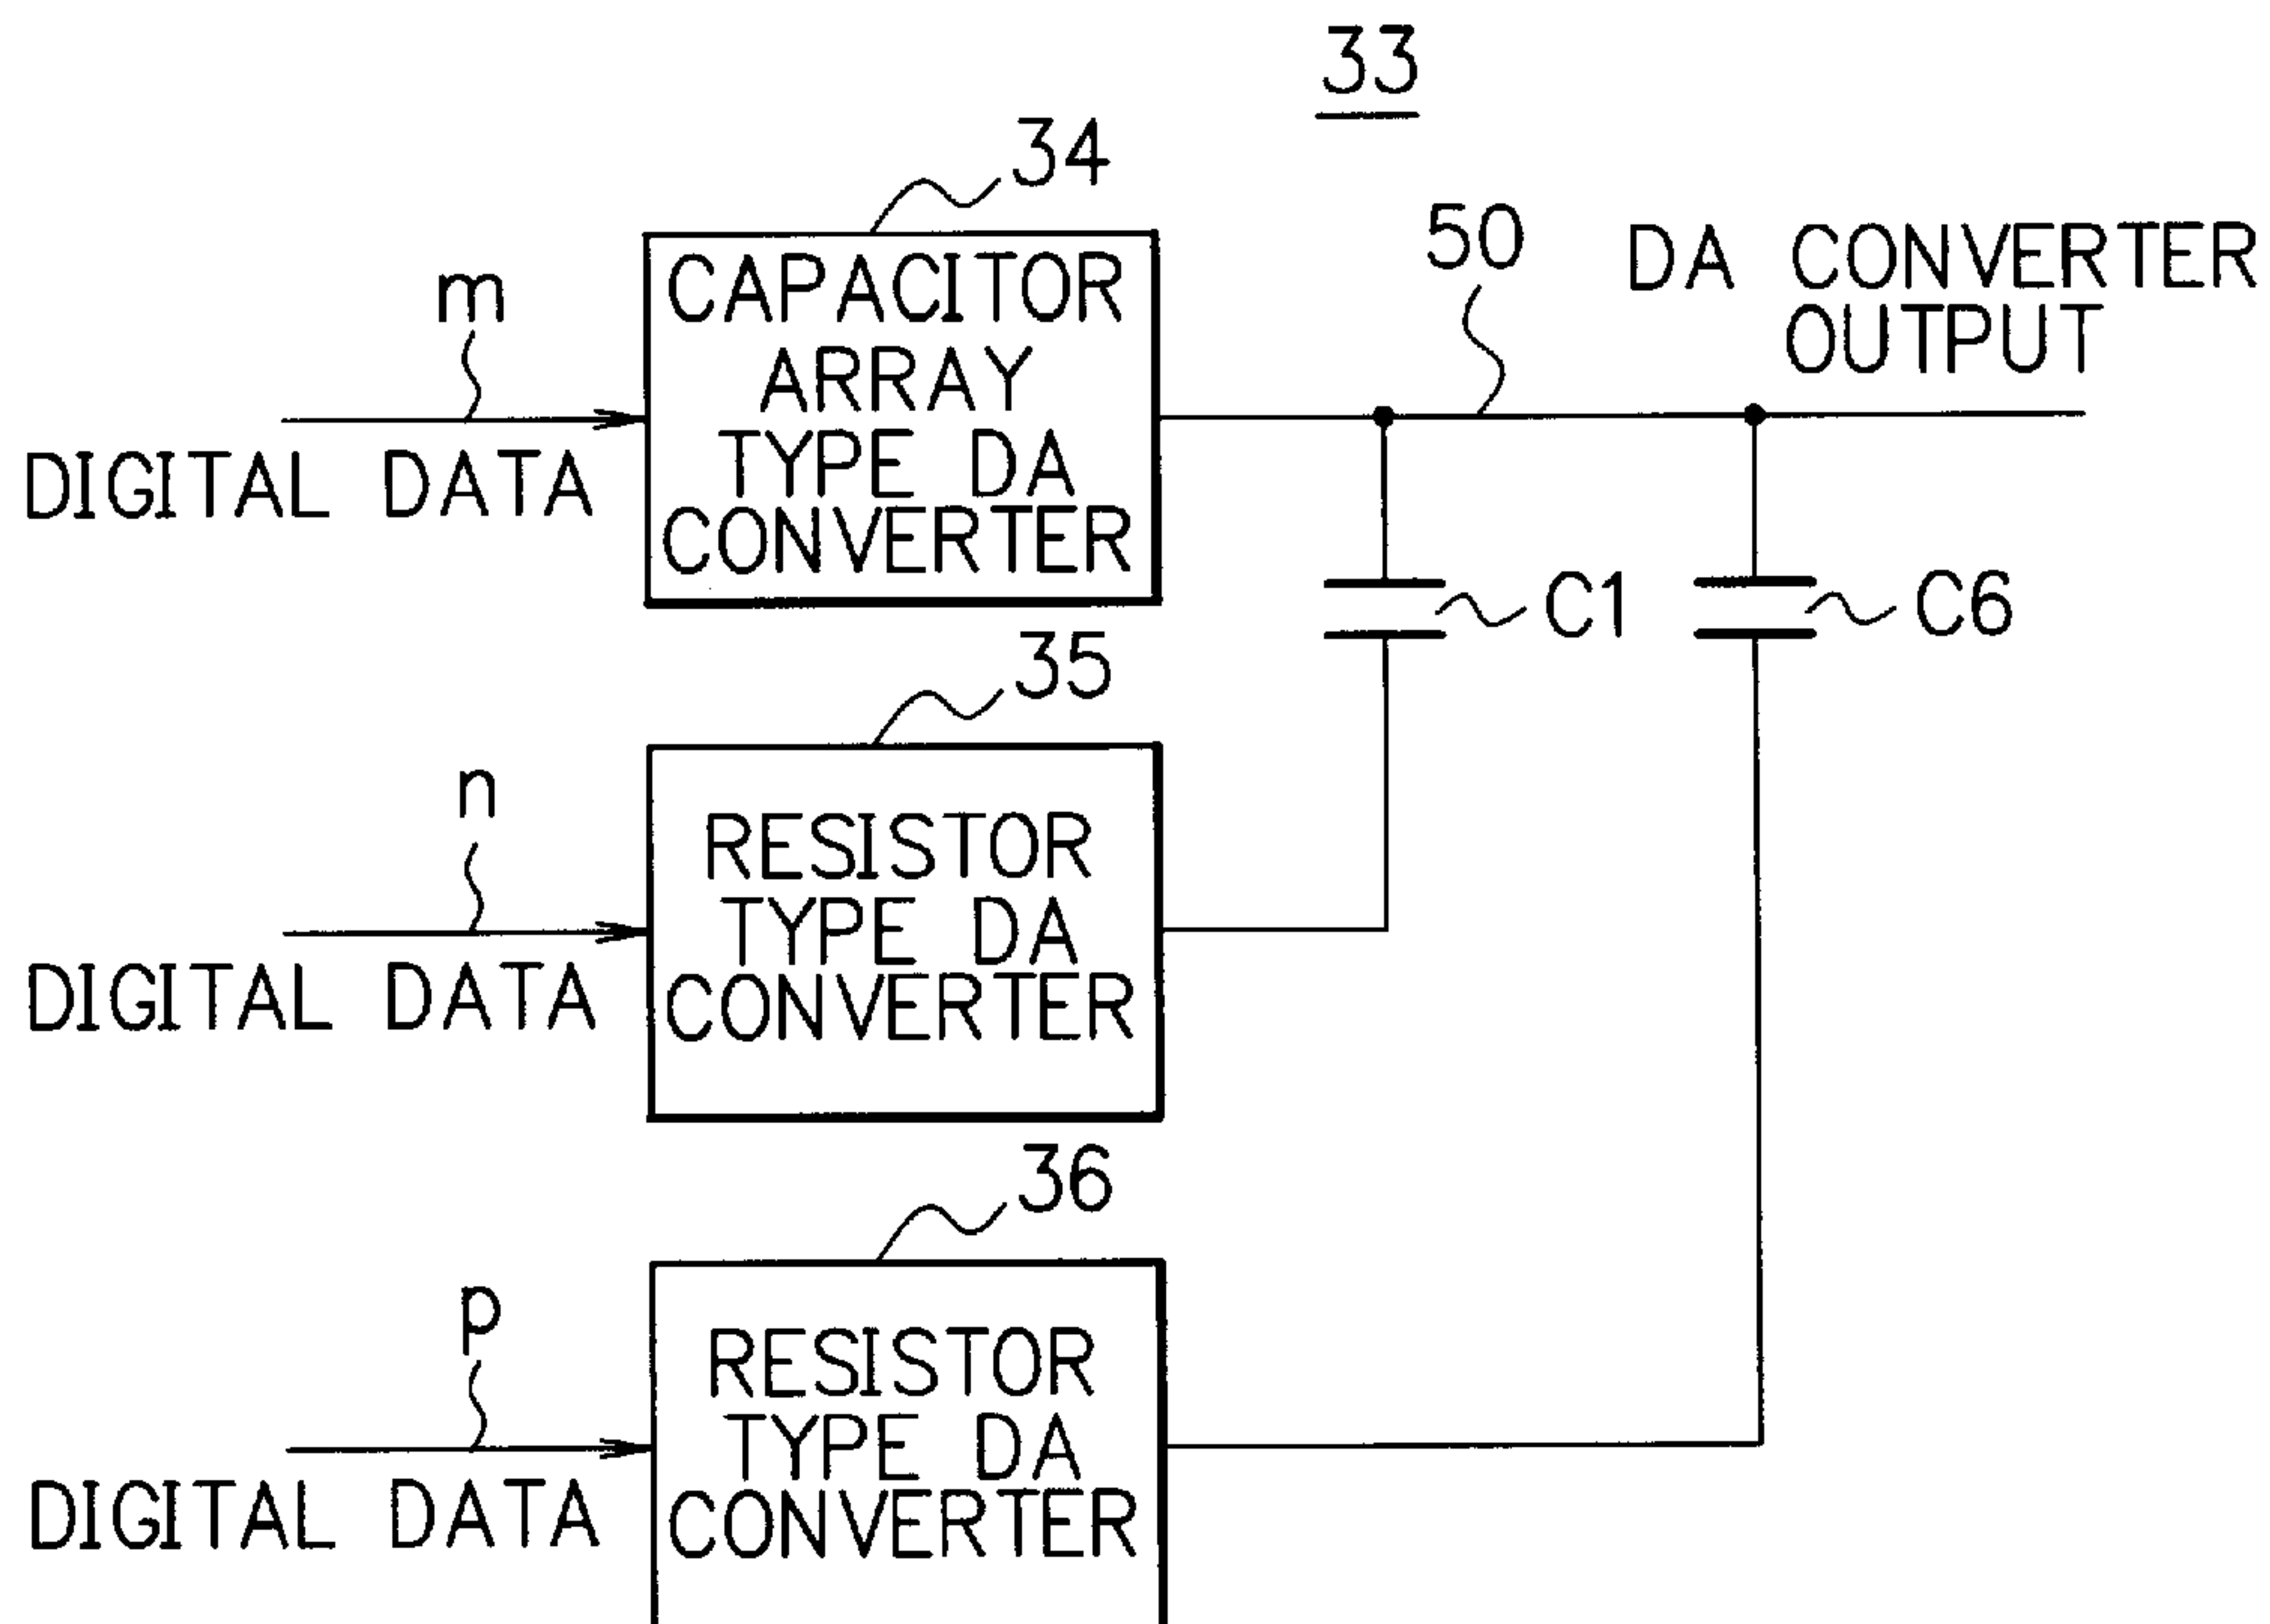 33
34
50
DA CONVERTER
OUTPUT
m
DIGITAL DATA
CAPACITOR
ARRAY
TYPE DA
CONVERTER
C1
C6
35
n
DIGITAL DATA
RESISTOR
TYPE DA
CONVERTER
36
p
DIGITAL DATA
RESISTOR
TYPE DA
CONVERTER